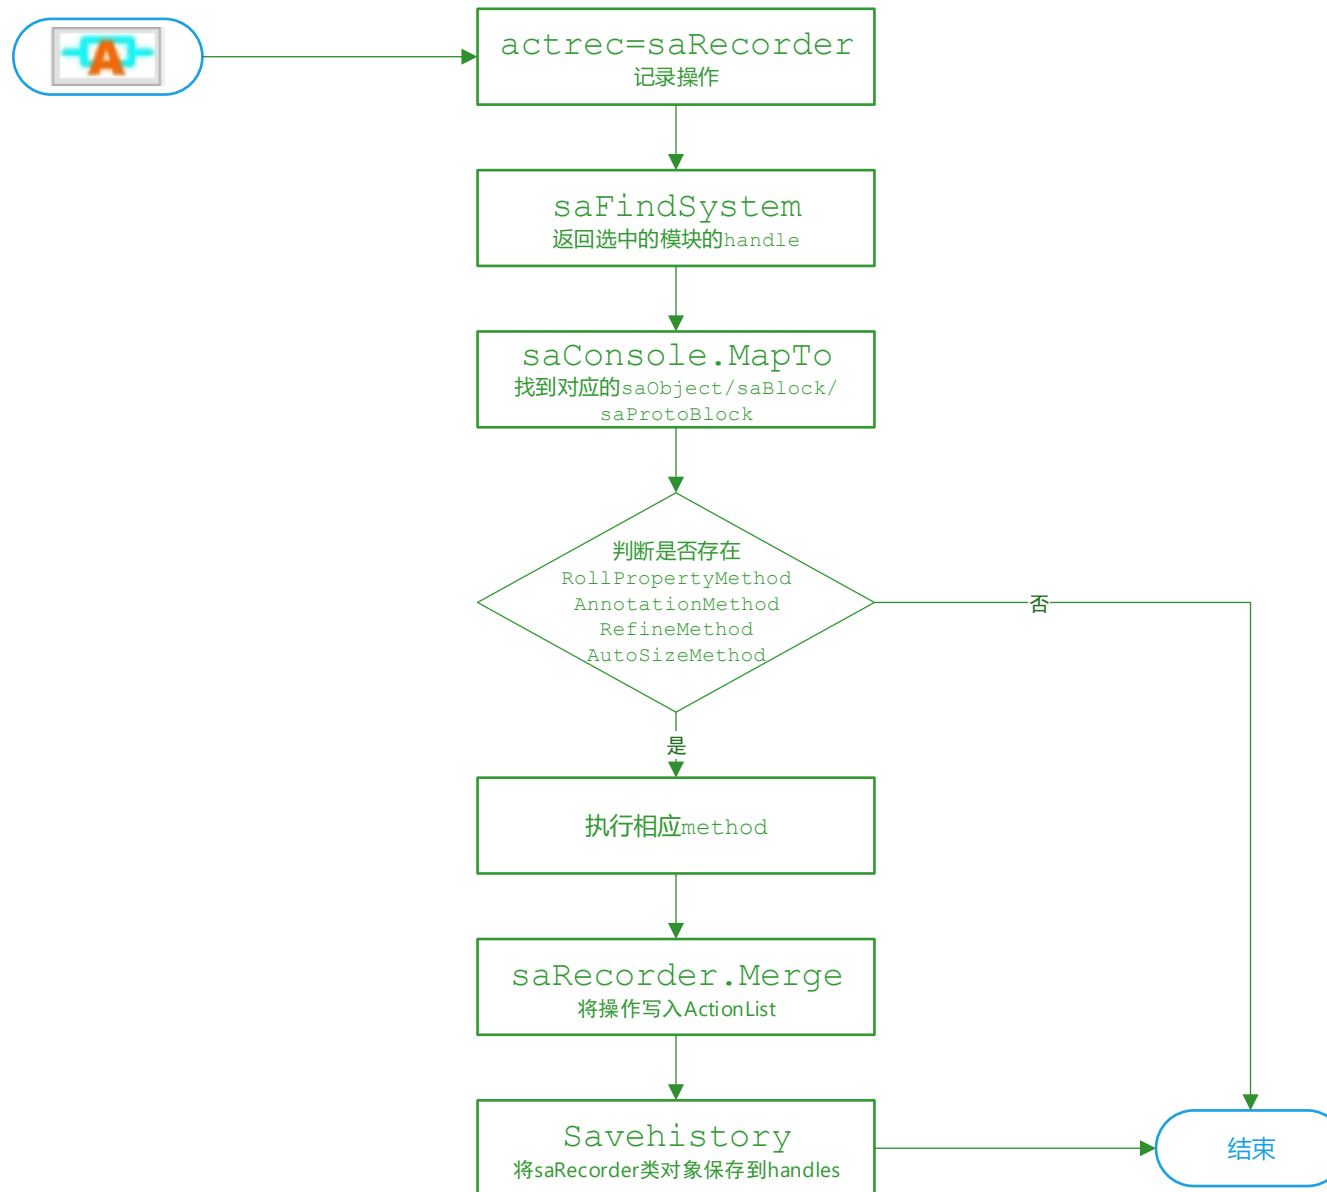 A
actrec=saRecorder
记录操作
saFindSystem
返回选中的模块的handle
saConsole.MapTo
找到对应的saObject/saBlock/
saProtoBlock
判断是否存在
RollPropertyMethod
AnnotationMethod
RefineMethod
AutoSizeMethod
否
是
执行相应method
saRecorder.Merge
将操作写入ActionList
Savehistory
将saRecorder类对象保存到handles
结束